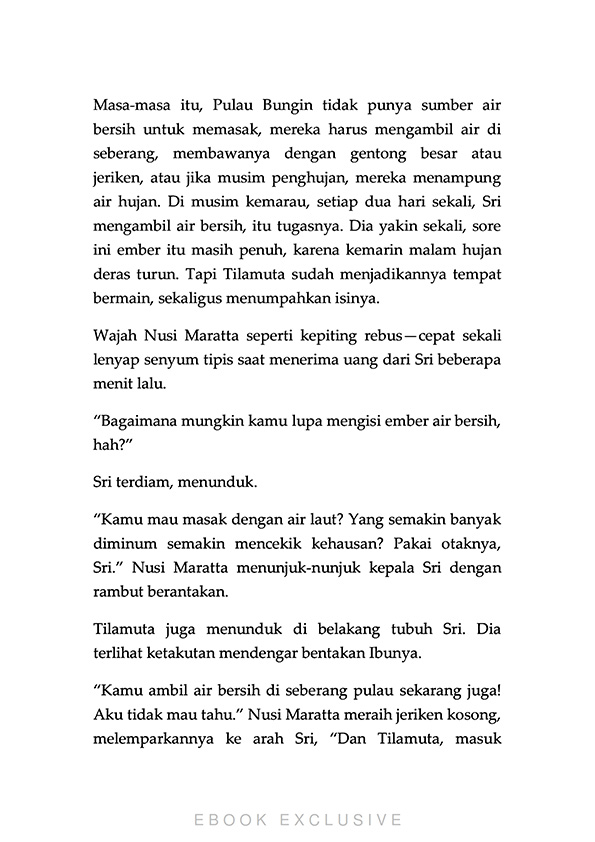 Masa-masa itu, Pulau Bungin tidak punya sumber air
bersih untuk memasak, mereka harus mengambil air di
seberang, membawanya dengan gentong besar atau
jeriken, atau jika musim penghujan, mereka menampung
air hujan. Di musim kemarau, setiap dua hari sekali, Sri
mengambil air bersih, itu tugasnya. Dia yakin sekali, sore
ini ember itu masih penuh, karena kemarin malam hujan
deras turun. Tapi Tilamuta sudah menjadikannya tempat
bermain, sekaligus menumpahkan isinya.
Wajah Nusi Maratta seperti kepiting rebus—cepat sekali
lenyap senyum tipis saat menerima uang dari Sri beberapa
menit lalu.
“Bagaimana mungkin kamu lupa mengisi ember air bersih,
hah?”
Sri terdiam, menunduk.
“Kamu mau masak dengan air laut? Yang semakin banyak
diminum semakin mencekik kehausan? Pakai otaknya,
Sri.” Nusi Maratta menunjuk-nunjuk kepala Sri dengan
rambut berantakan.
Tilamuta juga menunduk di belakang tubuh Sri. Dia
terlihat ketakutan mendengar bentakan Ibunya.
“Kamu ambil air bersih di seberang pulau sekarang juga!
Aku tidak mau tahu.” Nusi Maratta meraih jeriken kosong,
melemparkannya ke arah Sri, “Dan Tilamuta, masuk
EBOOK EXCLUSIVE